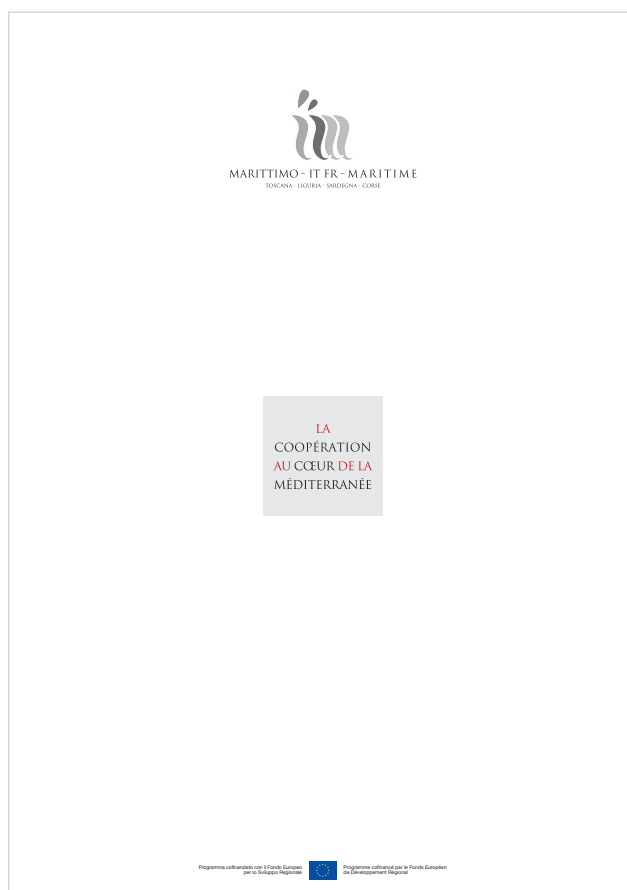 MARITTIMO - IT FR - MARITIME
TOSCANA - LIGURIA - SARDEGNA - CORSE
LA
COOPÉRATION
AU CŒUR DE LA
MÉDITERRANÉE
Programma cofinanziato con il Fondo Europeo
per lo Sviluppo Regionale
Programme cofinancé par le Fonds Européen
de Développement Régional